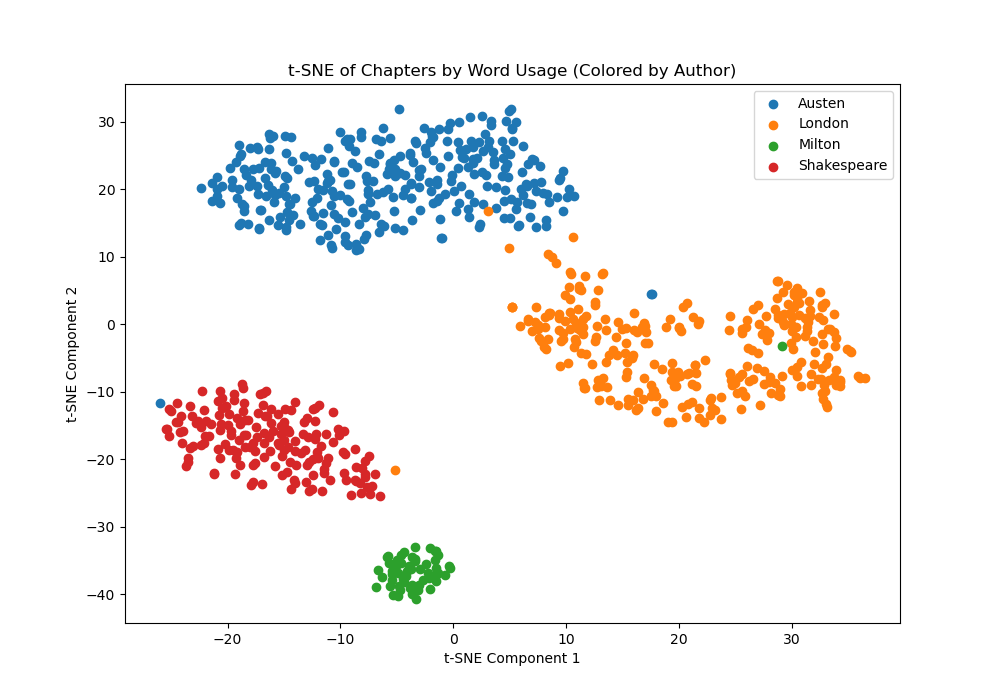 t-SNE of Chapters by Word Usage (Colored by Author)
Austen
London
Milton
Shakespeare
30
20
10
0
−10
−20
−30
−40
t-SNE Component 2
−20
−10
0
10
20
30
t-SNE Component 1